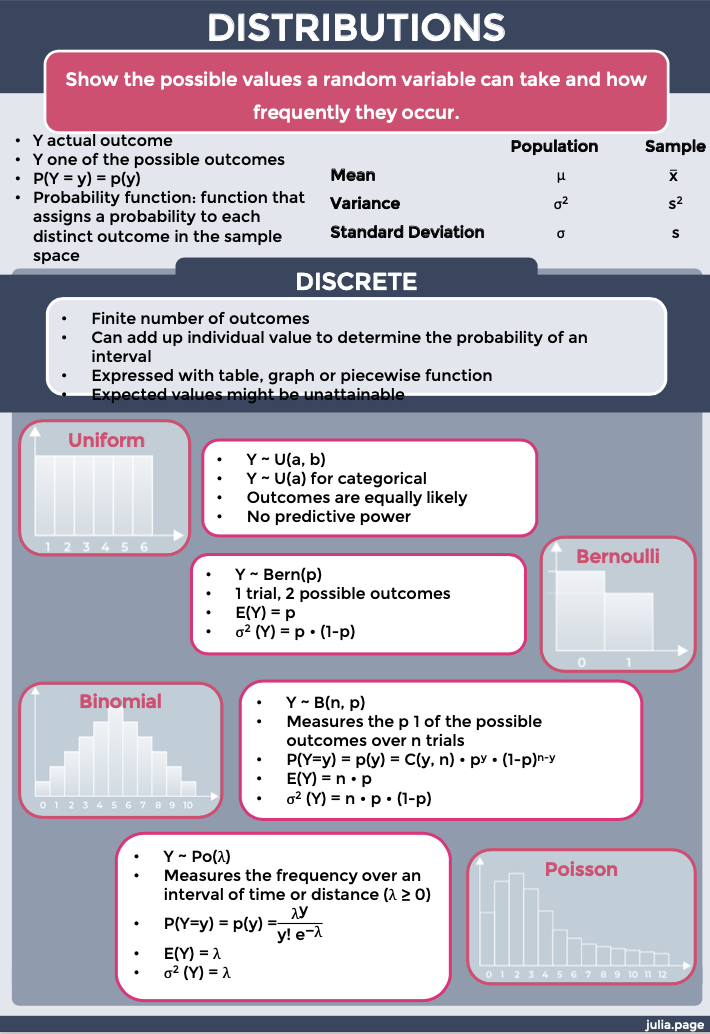 DISTRIBUTIONS
Show the possible values a random variable can take and how
frequently they occur.
• Y actual outcome
• Y one of the possible outcomes
• P(Y = y) = p(y)
• Probability function: function that
assigns a probability to each
distinct outcome in the sample
space
Population Sample
Mean μ x̄
Variance σ² s²
Standard Deviation σ s
DISCRETE
• Finite number of outcomes
• Can add up individual value to determine the probability of an
interval
• Expressed with table, graph or piecewise function
• Expected values might be unattainable
Uniform
1 2 3 4 5 6
• Y ~ U(a, b)
• Y ~ U(a) for categorical
• Outcomes are equally likely
• No predictive power
• Y ~ Bern(p)
• 1 trial, 2 possible outcomes
• E(Y) = p
• σ² (Y) = p • (1-p)
Bernoulli
0 1
Binomial
0 1 2 3 4 5 6 7 8 9 10
• Y ~ B(n, p)
• Measures the p 1 of the possible
outcomes over n trials
• P(Y=y) = p(y) = C(y, n) • pʸ • (1-p)ⁿ⁻ʸ
• E(Y) = n • p
• σ² (Y) = n • p • (1-p)
• Y ~ Po(λ)
• Measures the frequency over an
interval of time or distance (λ ≥ 0)
• P(Y=y) = p(y) = λy / y! e−λ
• E(Y) = λ
• σ² (Y) = λ
Poisson
0 1 2 3 4 5 6 7 8 9 10 11 12
julia.page